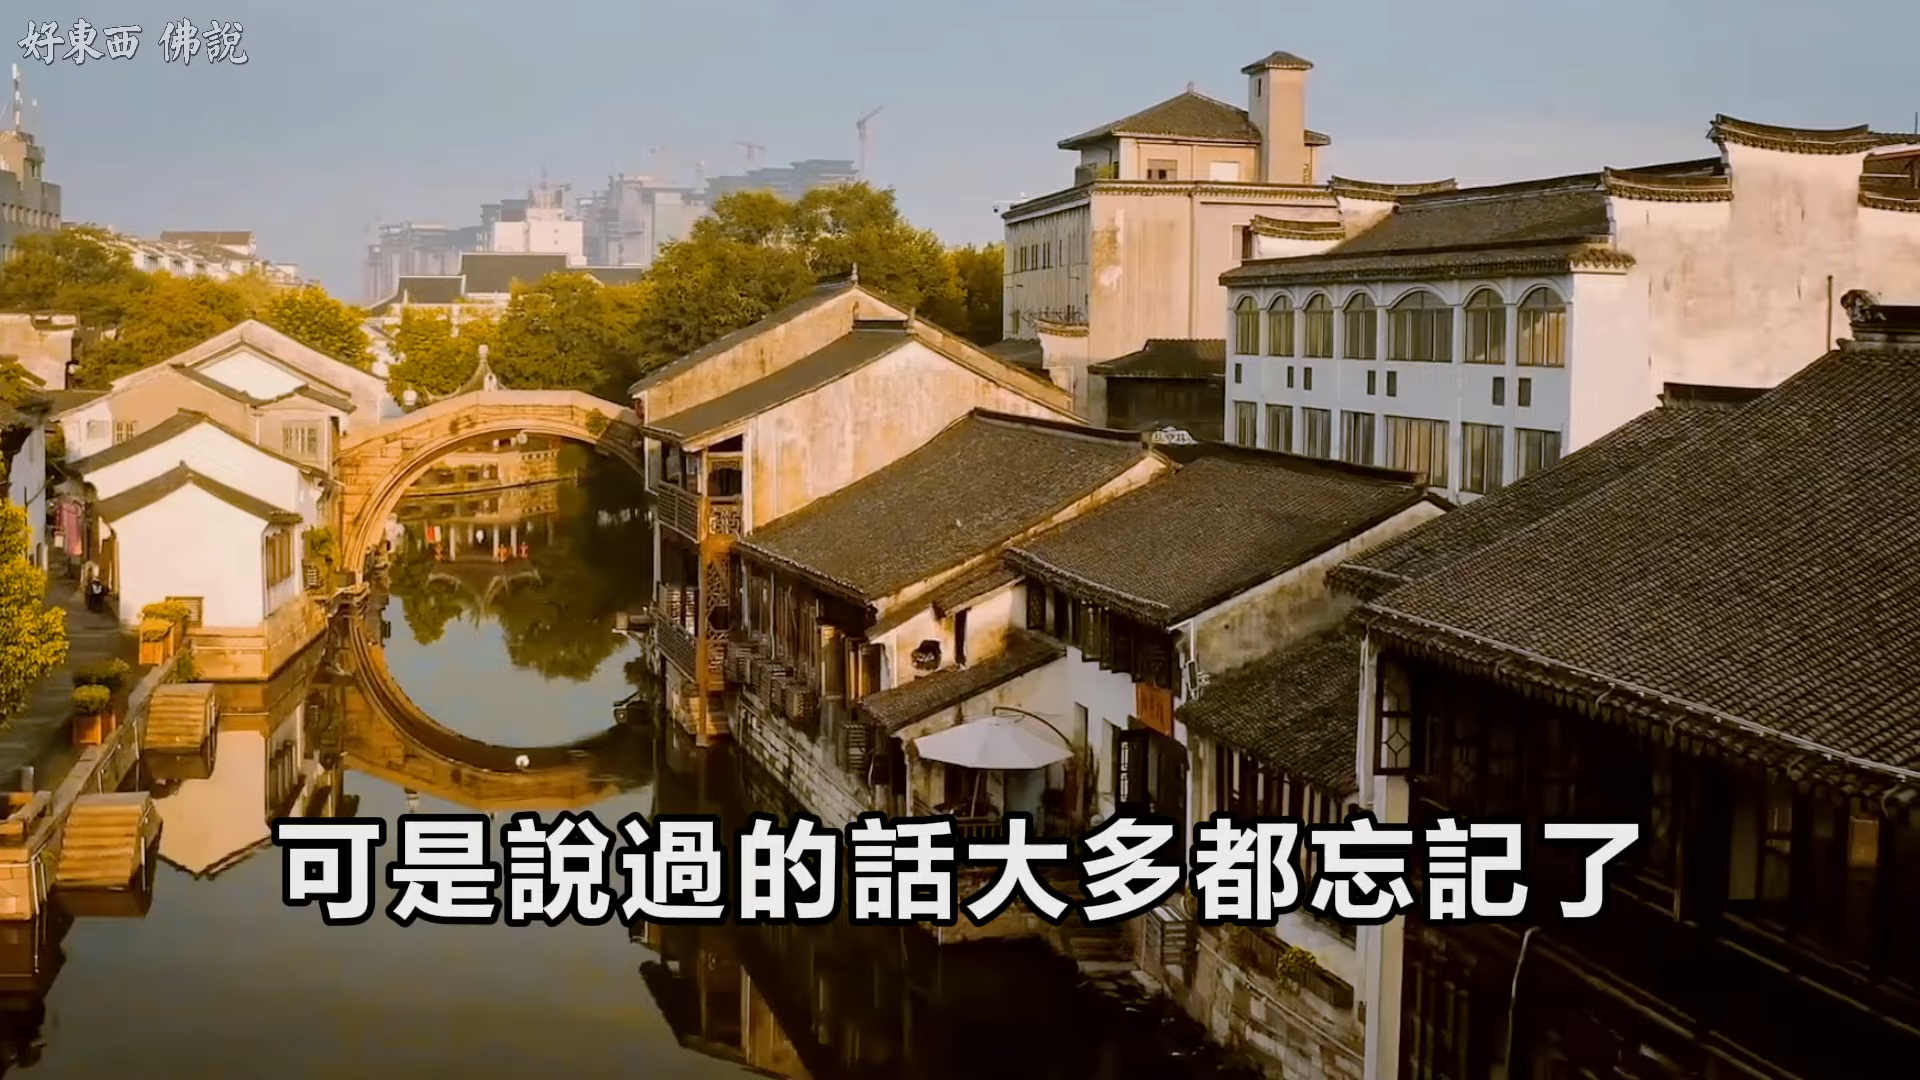 好東西 佛說
可是說過的話大多都忘記了